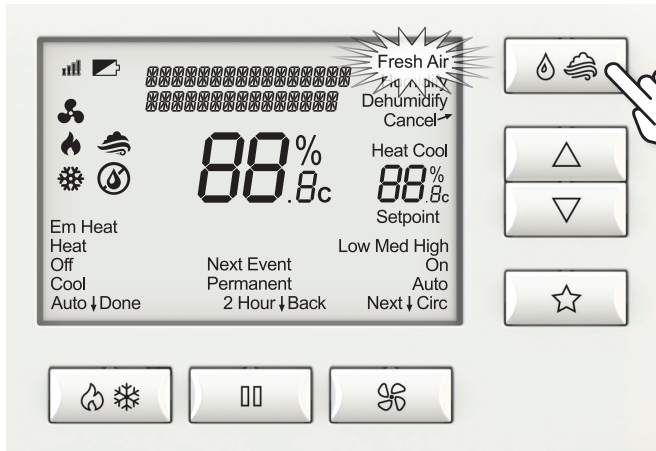 Fresh Air
Dehumidify
Cancel
88%
.8c
Heat Cool
88%
.8c
Setpoint
Em Heat
Heat
Off
Cool
Auto Done
Next Event
Permanent
2 Hour Back
Low Med High
On
Auto
Next Circ